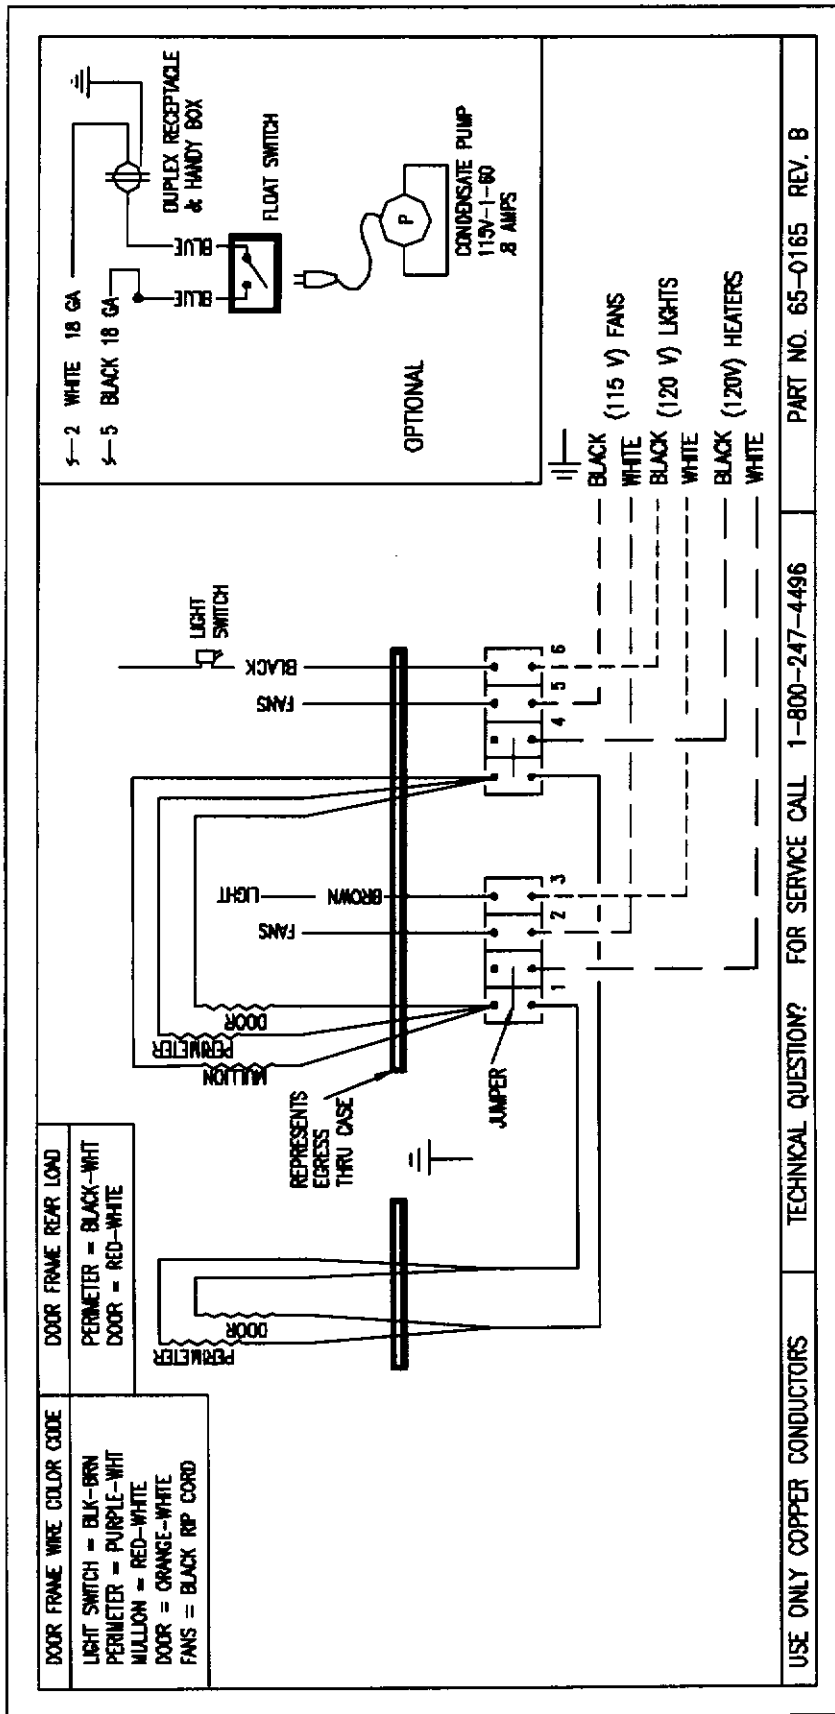 DOOR FRAME WIRE COLOR CODE
LIGHT SWITCH = BLK-BRN
PERIMETER = PURPLE-WHT
MULLION = RED-WHITE
DOOR = ORANGE-WHITE
FANS = BLACK RIP CORD
DOOR FRAME REAR LOAD
PERIMETER = BLACK-WHT
DOOR = RED-WHITE
PERIMETER
DOOR
REPRESENTS
EGRESS
THRU CASE
MULLION
PERIMETER
DOOR
FANS
LIGHT
BROWN
FANS
BLACK
LIGHT
SWITCH
JUMPER
1
2
3
4
5
6
2 WHITE 18 GA
5 BLACK 18 GA
BLUE
BLUE
DUPLEX RECEPTACLE
& HANDY BOX
FLOAT SWITCH
P
CONDENSATE PUMP
115V-1-60
.8 AMPS
OPTIONAL
BLACK (115 V) FANS
WHITE
BLACK (120 V) LIGHTS
WHITE
BLACK (120V) HEATERS
WHITE
USE ONLY COPPER CONDUCTORS
TECHNICAL QUESTION? FOR SERVICE CALL 1-800-247-4496
PART NO. 65-0165 REV. B